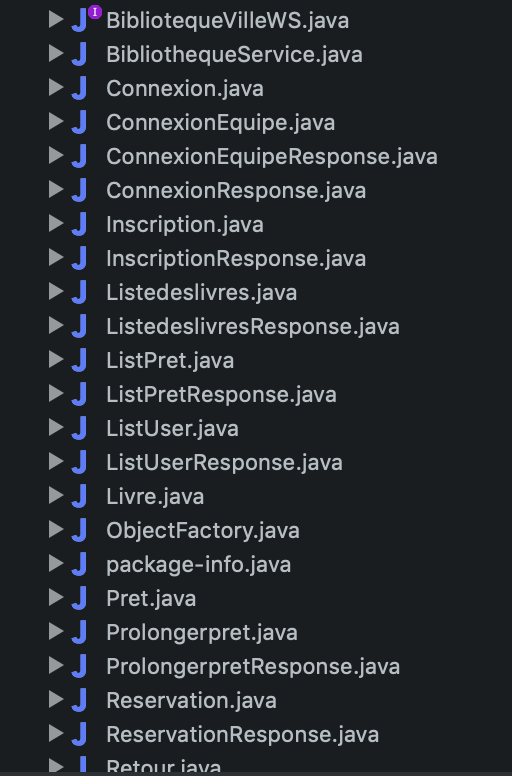 BibliotequeVilleWS.java
BibliothequeService.java
Connexion.java
ConnexionEquipe.java
ConnexionEquipeResponse.java
ConnexionResponse.java
Inscription.java
InscriptionResponse.java
Listedeslivres.java
ListedeslivresResponse.java
ListPret.java
ListPretResponse.java
ListUser.java
ListUserResponse.java
Livre.java
ObjectFactory.java
package-info.java
Pret.java
Prolongerpret.java
ProlongerpretResponse.java
Reservation.java
ReservationResponse.java
Retour.java